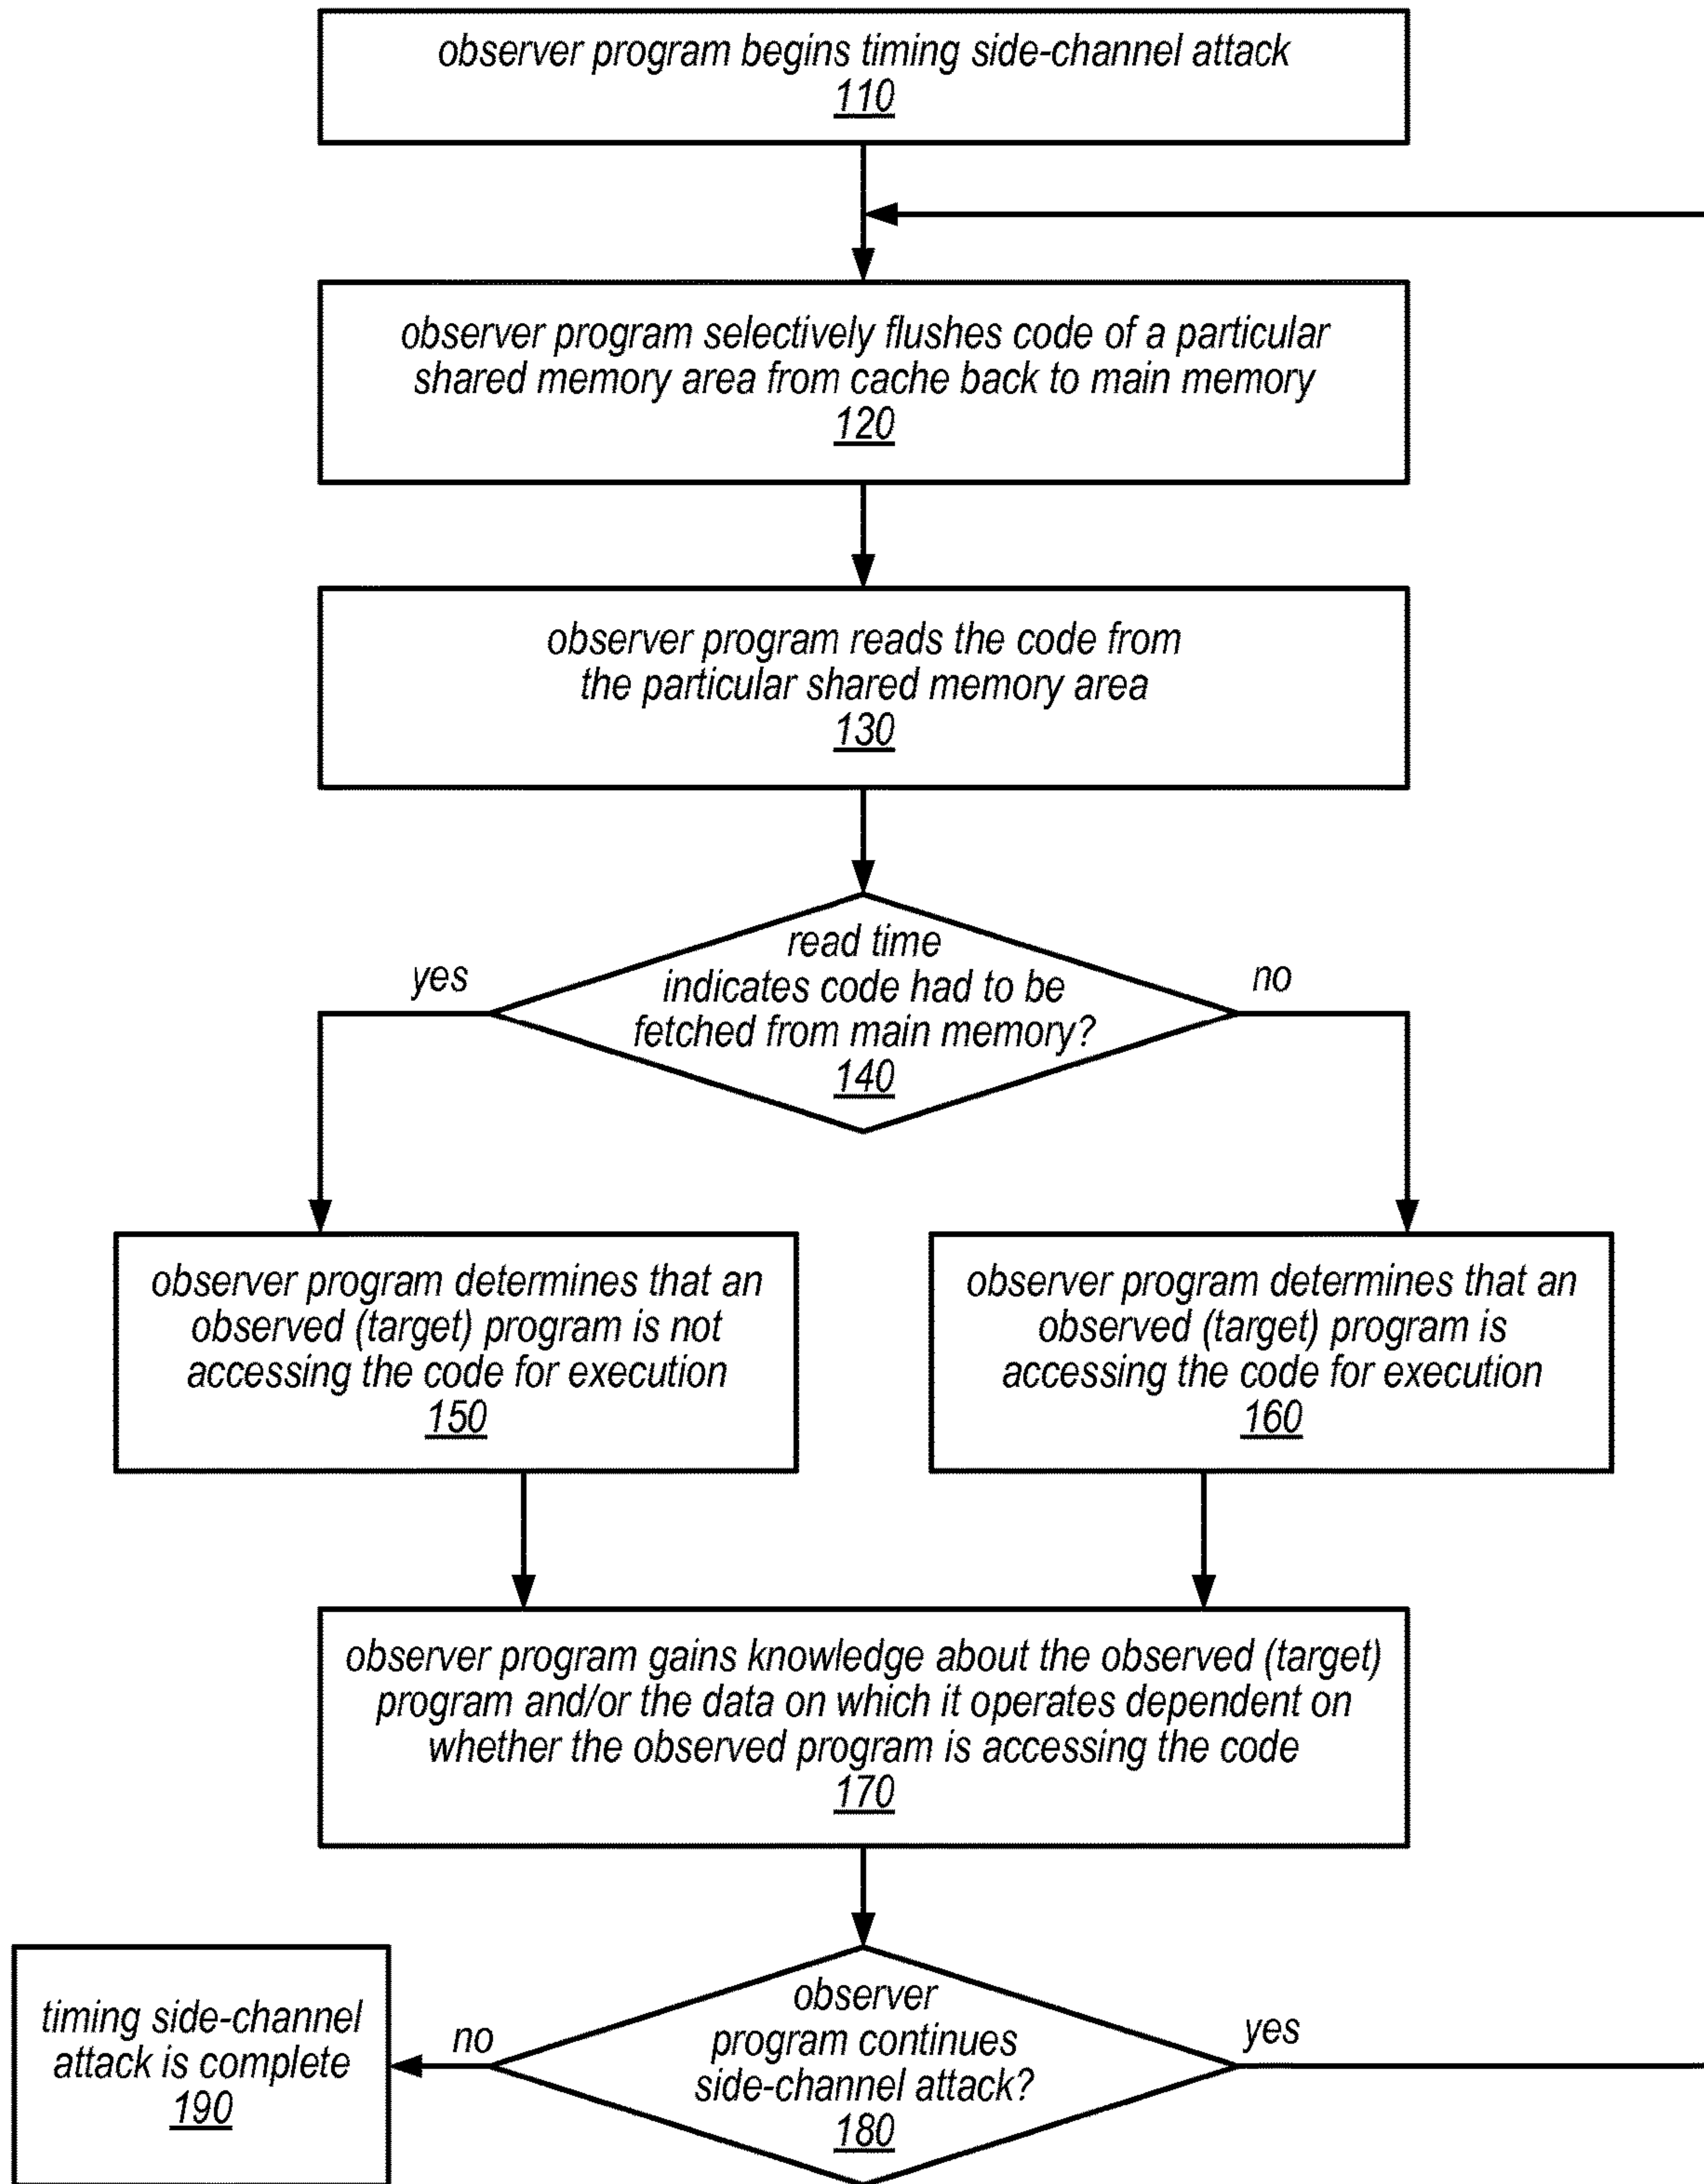 observer program begins timing side-channel attack
110
observer program selectively flushes code of a particular
shared memory area from cache back to main memory
120
observer program reads the code from
the particular shared memory area
130
read time
indicates code had to be
fetched from main memory?
140
yes
no
observer program determines that an
observed (target) program is not
accessing the code for execution
150
observer program determines that an
observed (target) program is
accessing the code for execution
160
observer program gains knowledge about the observed (target)
program and/or the data on which it operates dependent on
whether the observed program is accessing the code
170
observer
program continues
side-channel attack?
180
no
yes
timing side-channel
attack is complete
190